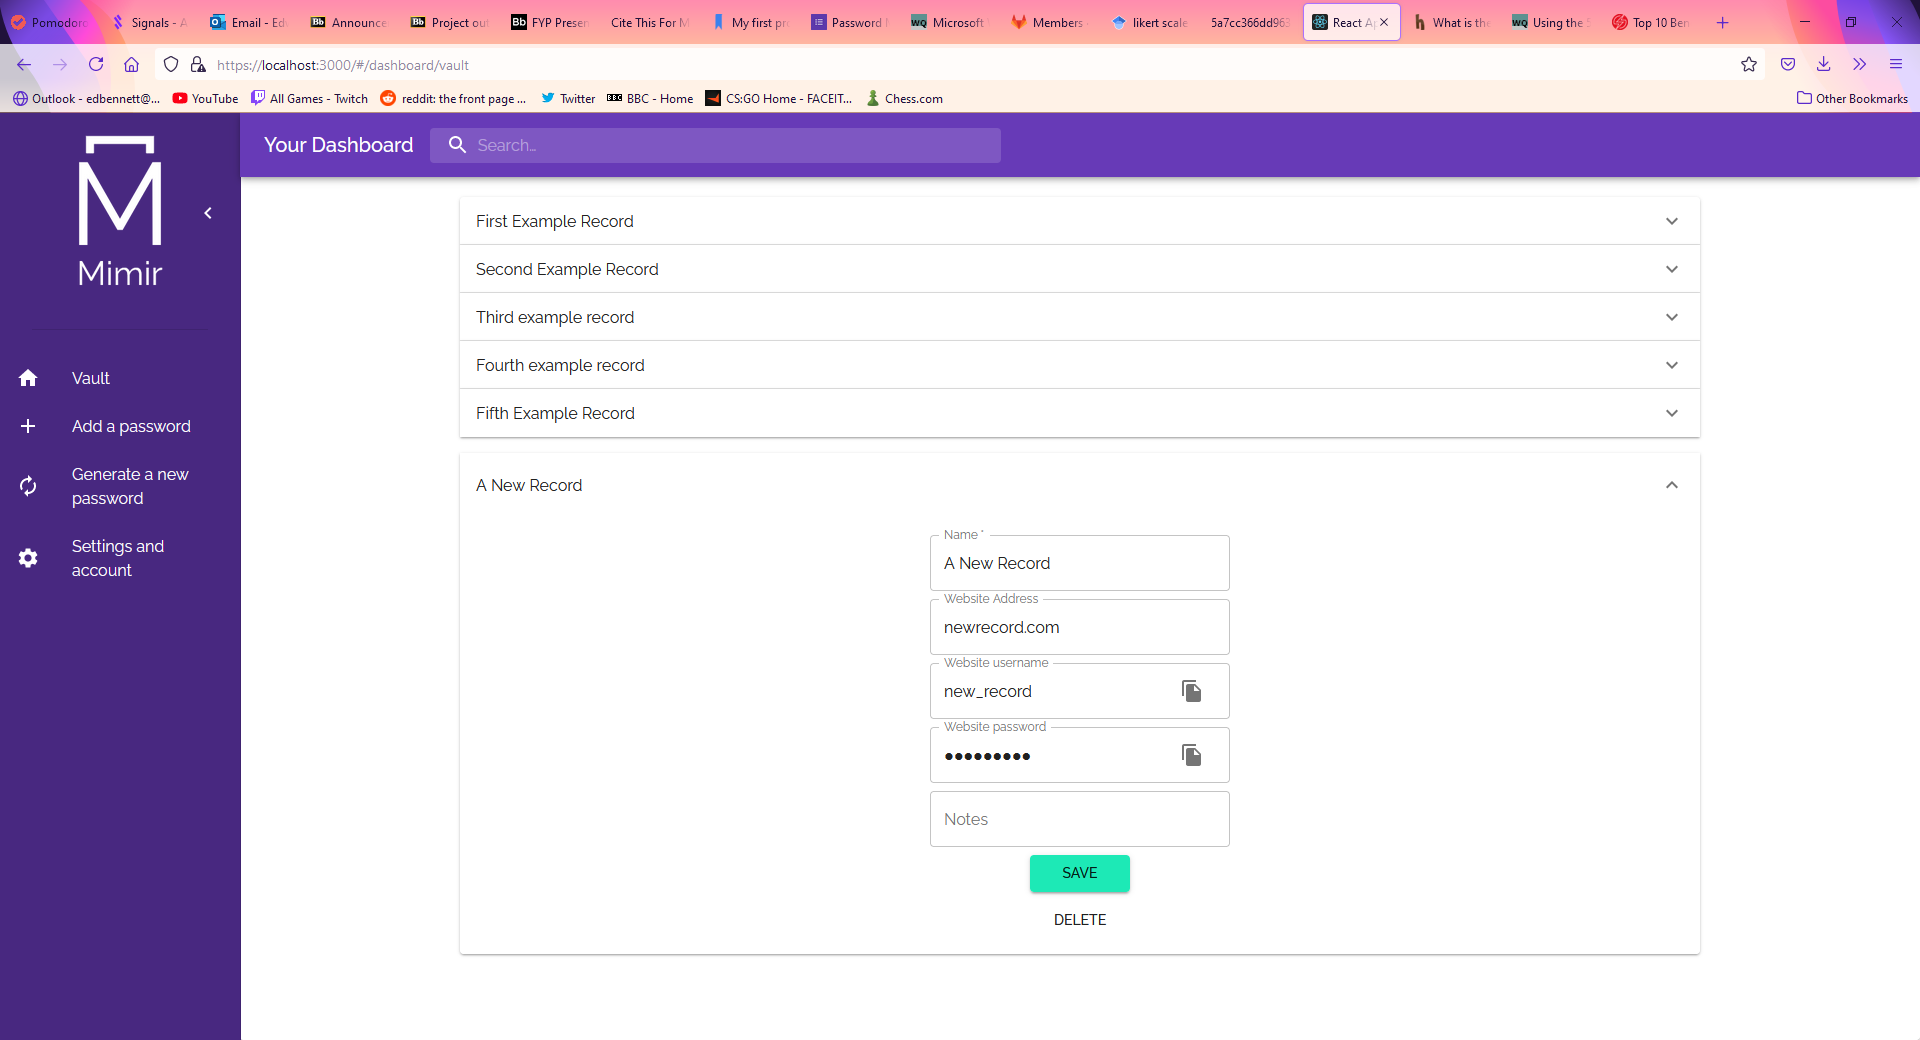 Pomodoro
Signals - A
Email - Ed
Announce
Project out
FYP Presen
Cite This For M
My first pr
Password
Microsoft
Members
likert scale
5a7cc366dd963
React Ap
What is the
Using the S
Top 10 Ben
https://localhost:3000/#/dashboard/vault
Outlook - edbennett@...
YouTube
All Games - Twitch
reddit: the front page ...
Twitter
BBC - Home
CS:GO Home - FACEIT...
Chess.com
Other Bookmarks
M
Mimir
Your Dashboard
Search...
Vault
Add a password
Generate a new
password
Settings and
account
First Example Record
Second Example Record
Third example record
Fourth example record
Fifth Example Record
A New Record
Name *
A New Record
Website Address
newrecord.com
Website username
new_record
Website password
•••••••••
Notes
SAVE
DELETE